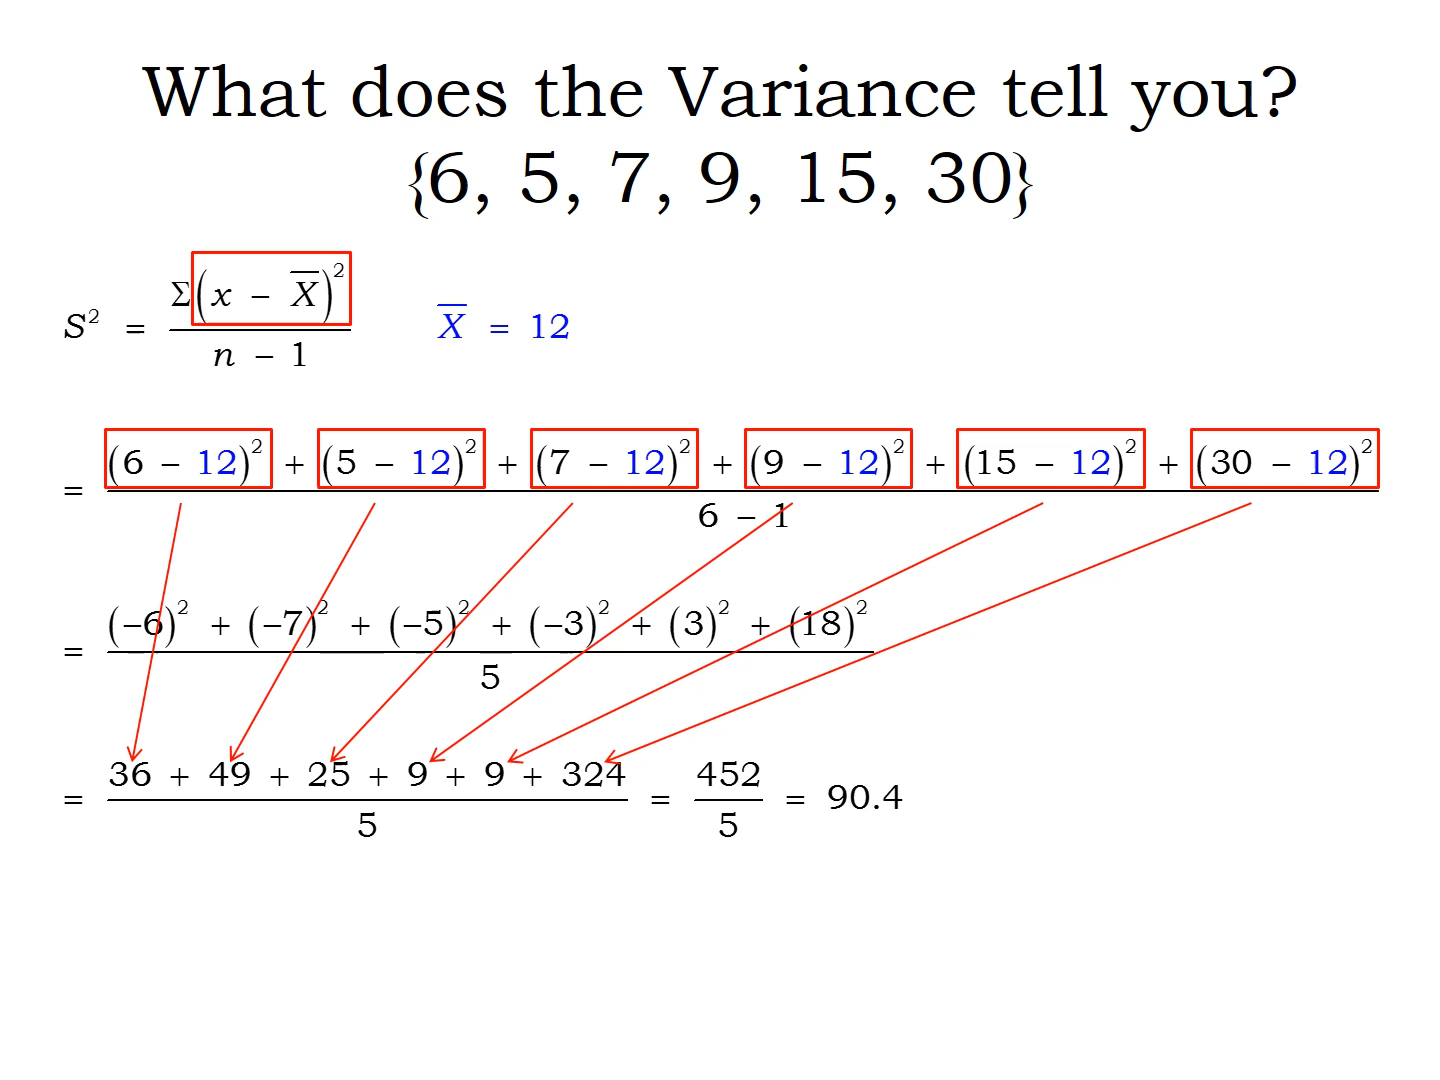 What does the Variance tell you?
{6, 5, 7, 9, 15, 30}
S² = Σ(x − X̅)² / (n − 1)    X̅ = 12
= ((6 − 12)² + (5 − 12)² + (7 − 12)² + (9 − 12)² + (15 − 12)² + (30 − 12)²) / (6 − 1)
= ((−6)² + (−7)² + (−5)² + (−3)² + (3)² + (18)²) / 5
= (36 + 49 + 25 + 9 + 9 + 324) / 5 = 452 / 5 = 90.4